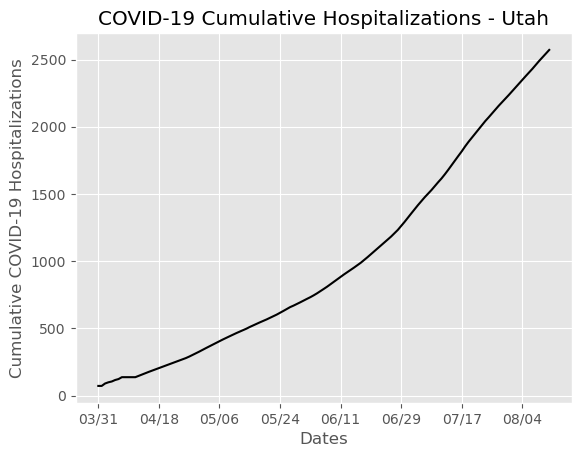 COVID-19 Cumulative Hospitalizations - Utah
Cumulative COVID-19 Hospitalizations
2500
2000
1500
1000
500
0
03/31 04/18 05/06 05/24 06/11 06/29 07/17 08/04
Dates